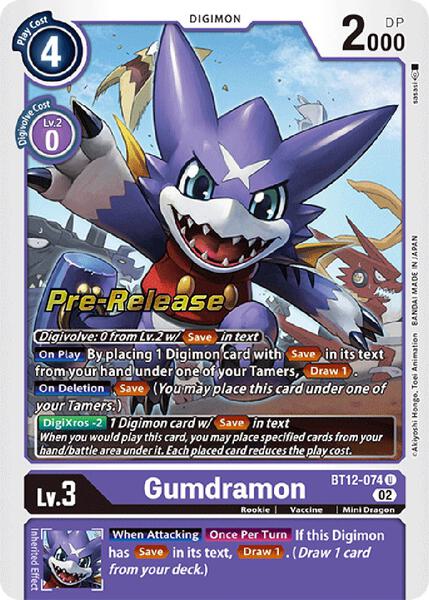 DIGIMON
Play Cost
4
DP
2000
Digivolve Cost
Lv.2
0
sasasi
Pre-Release
Digivolve: 0 from Lv.2 w/ Save in text
On Play By placing 1 Digimon card with Save in its text
from your hand under one of your Tamers, Draw 1.
On Deletion Save (You may place this card under one of
your Tamers.)
DigiXros -2 1 Digimon card w/ Save in text
When you would play this card, you may place specified cards from your
hand/battle area under it. Each placed card reduces the play cost.
©Akiyoshi Hongo, Toei Animation BANDAI MADE IN JAPAN
Lv.3
Gumdramon
BT12-074 U
02
Rookie | Vaccine | Mini Dragon
Inherited Effect
When Attacking Once Per Turn If this Digimon
has Save in its text, Draw 1. (Draw 1 card
from your deck.)